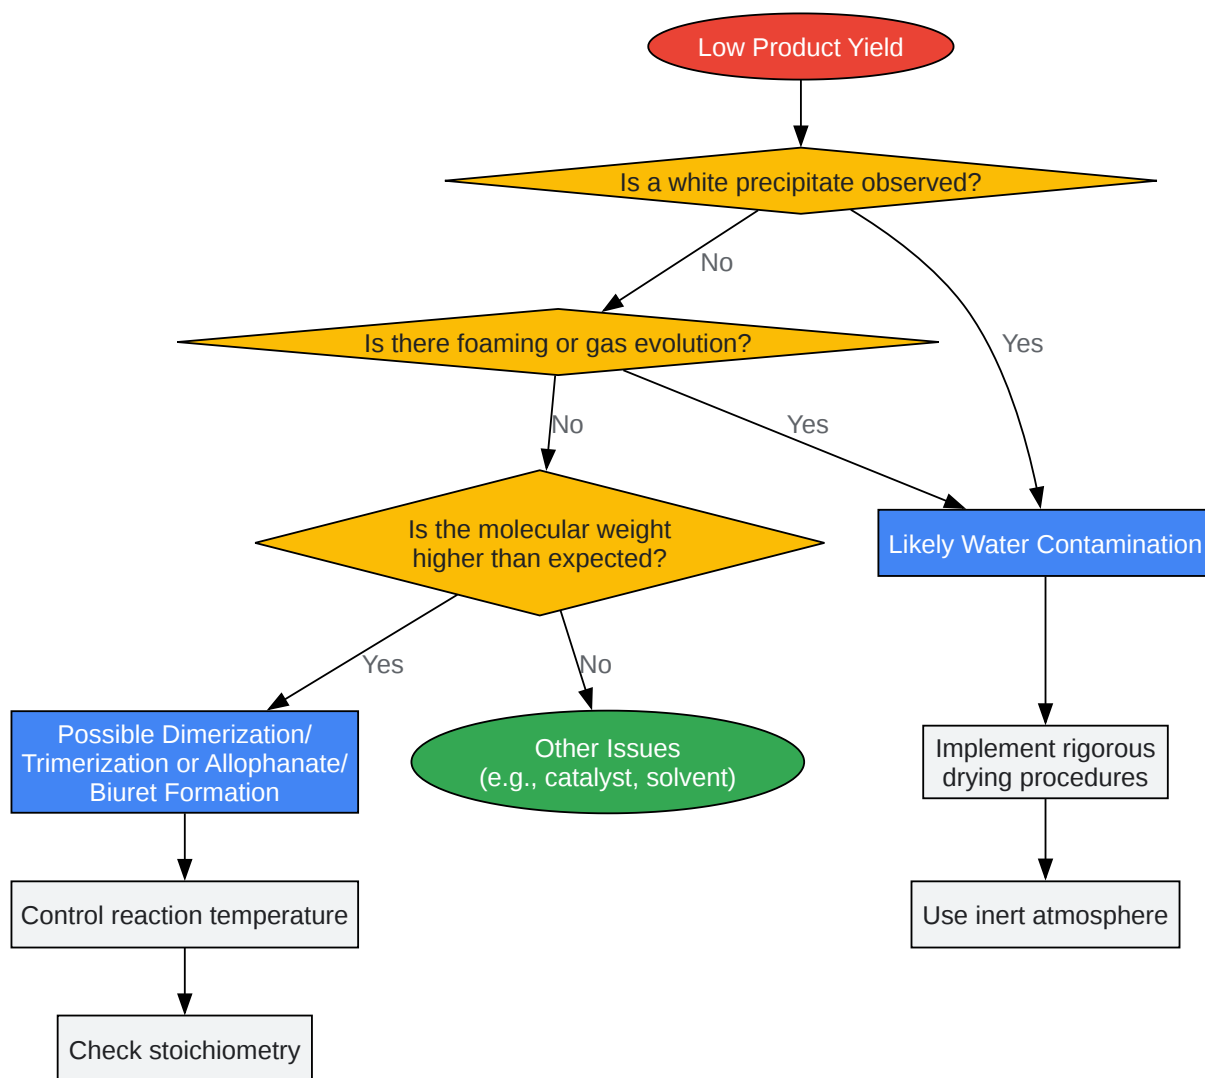 Low Product Yield
Is a white precipitate observed?
No
Yes
Is there foaming or gas evolution?
No
Yes
Is the molecular weight
higher than expected?
Likely Water Contamination
Yes
No
Possible Dimerization/
Trimerization or Allophanate/
Biuret Formation
Other Issues
(e.g., catalyst, solvent)
Implement rigorous
drying procedures
Control reaction temperature
Use inert atmosphere
Check stoichiometry